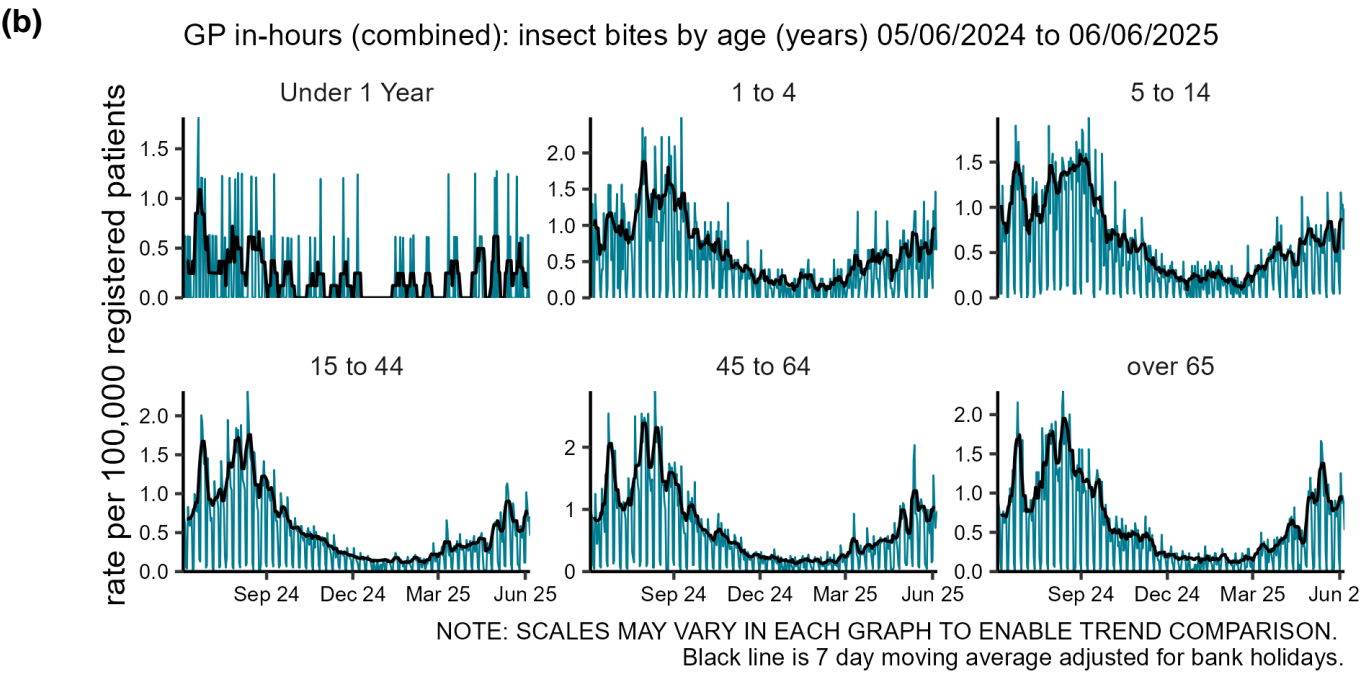 (b)
GP in-hours (combined): insect bites by age (years) 05/06/2024 to 06/06/2025
rate per 100,000 registered patients
Under 1 Year
1 to 4
5 to 14
1.5
1.0
0.5
0.0
2.0
1.5
1.0
0.5
0.0
1.5
1.0
0.5
0.0
15 to 44
45 to 64
over 65
2.0
1.5
1.0
0.5
0.0
2
1
0
2.0
1.5
1.0
0.5
0.0
Sep 24 Dec 24 Mar 25 Jun 25
Sep 24 Dec 24 Mar 25 Jun 25
Sep 24 Dec 24 Mar 25 Jun 2
NOTE: SCALES MAY VARY IN EACH GRAPH TO ENABLE TREND COMPARISON.
Black line is 7 day moving average adjusted for bank holidays.